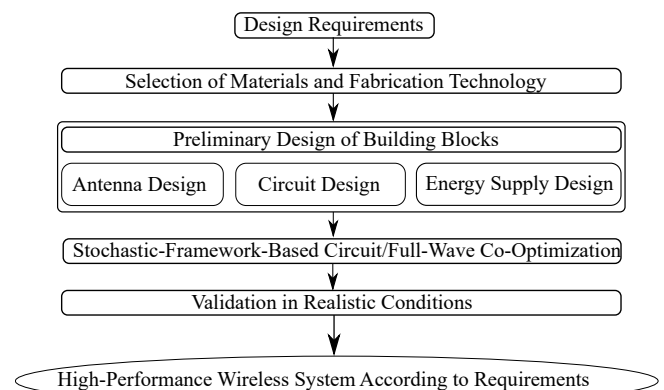 Design Requirements
Selection of Materials and Fabrication Technology
Preliminary Design of Building Blocks
Antenna Design
Circuit Design
Energy Supply Design
Stochastic-Framework-Based Circuit/Full-Wave Co-Optimization
Validation in Realistic Conditions
High-Performance Wireless System According to Requirements